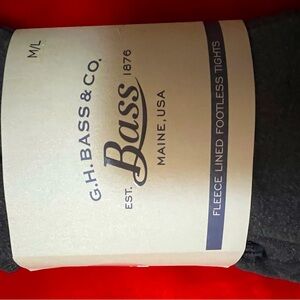 M/L
G.H. BASS & CO.
EST. Bass 1876
MAINE, USA
FLEECE LINED FOOTLESS TIGHTS